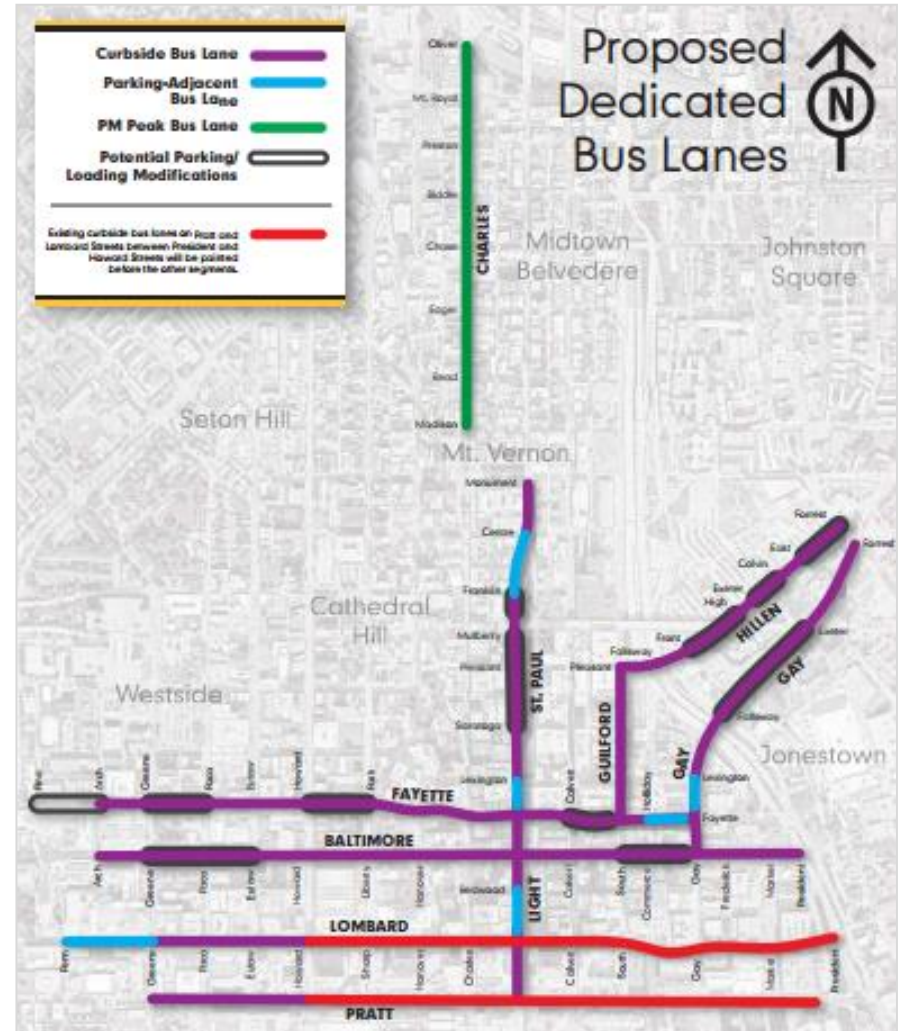 Curbside Bus Lane
Parking-Adjacent
Bus Lane
PM Peak Bus Lane
Potential Parking/
Loading Modifications
Existing curbside bus lanes on Pratt and
Lombard Streets between President and
Howard Streets will be painted
before the other segments.
Proposed
Dedicated
Bus Lanes
N
Oliver
Mt. Royal
Preston
Biddle
Chase
Eager
Read
Madison
CHARLES
Midtown
Belvedere
Johnston
Square
Seton Hill
Mt. Vernon
Monument
Centre
Franklin
Mulberry
Pleasant
Saratoga
Lexington
ST. PAUL
Cathedral
Hill
Westside
Forrest
East
Colvin
Exeter
High
Front
Fallsway
Pleasant
HILLEN
Forrest
Exeter
GAY
Fallsway
Jonestown
GUILFORD
GAY
Lexington
Fayette
Holliday
Calvert
Pine
Arch
Greene
Paca
Eutaw
Howard
Park
FAYETTE
BALTIMORE
Arch
Greene
Paca
Eutaw
Howard
Liberty
Hanover
Redwood
LIGHT
Calvert
South
Commerce
Gay
Frederick
Market
President
LOMBARD
Penn
Greene
Paca
Eutaw
Howard
Sharp
Hanover
Charles
Calvert
South
Gay
Market
President
PRATT